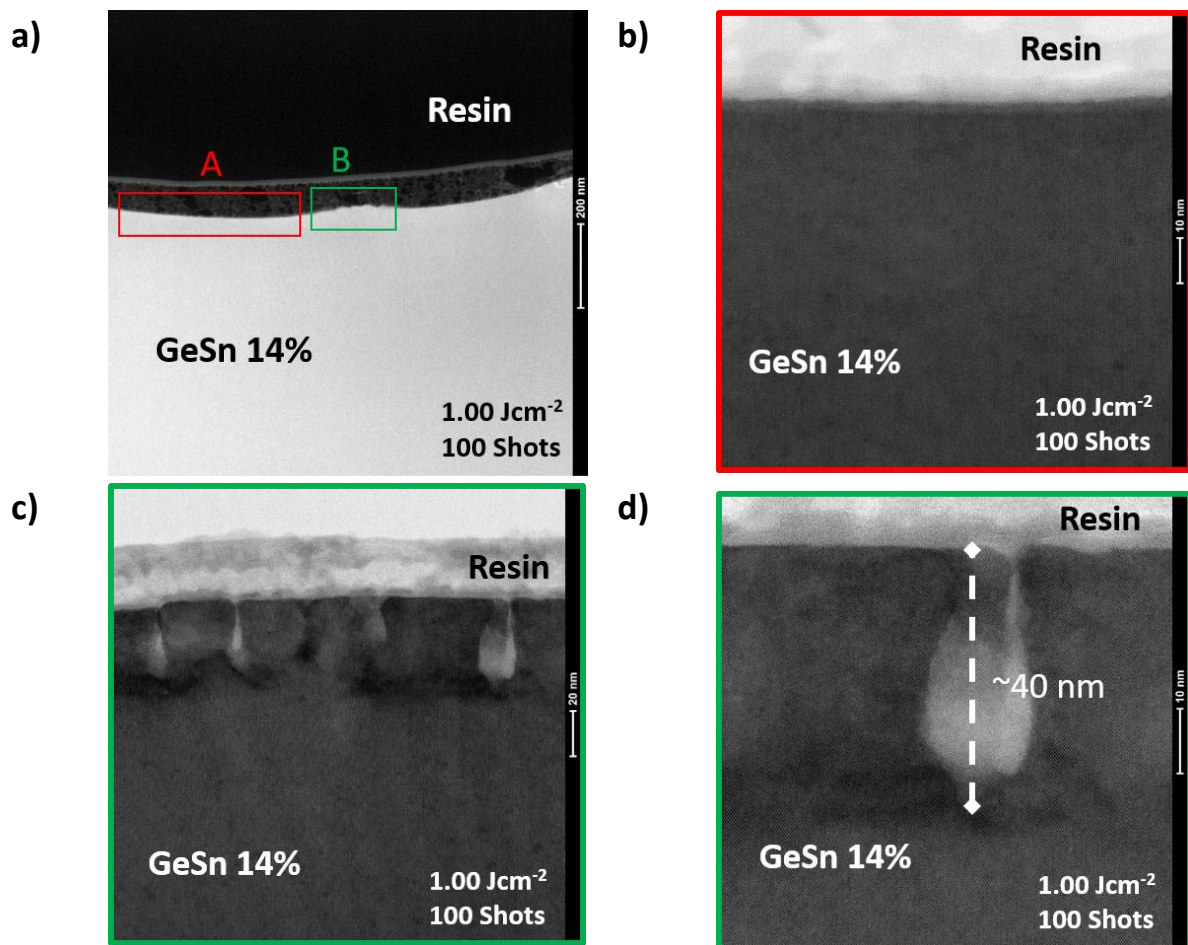 a)
Resin
A
B
200 nm
GeSn 14%
1.00 Jcm⁻²
100 Shots
b)
Resin
10 nm
GeSn 14%
1.00 Jcm⁻²
100 Shots
c)
Resin
20 nm
GeSn 14%
1.00 Jcm⁻²
100 Shots
d)
Resin
~40 nm
10 nm
GeSn 14%
1.00 Jcm⁻²
100 Shots